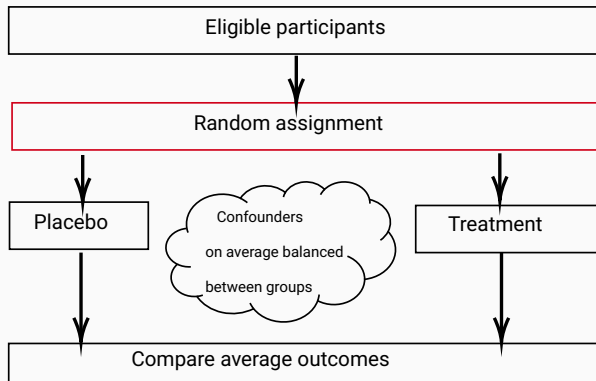 Eligible participants
Random assignment
Placebo
Treatment
Confounders
on average balanced
between groups
Compare average outcomes